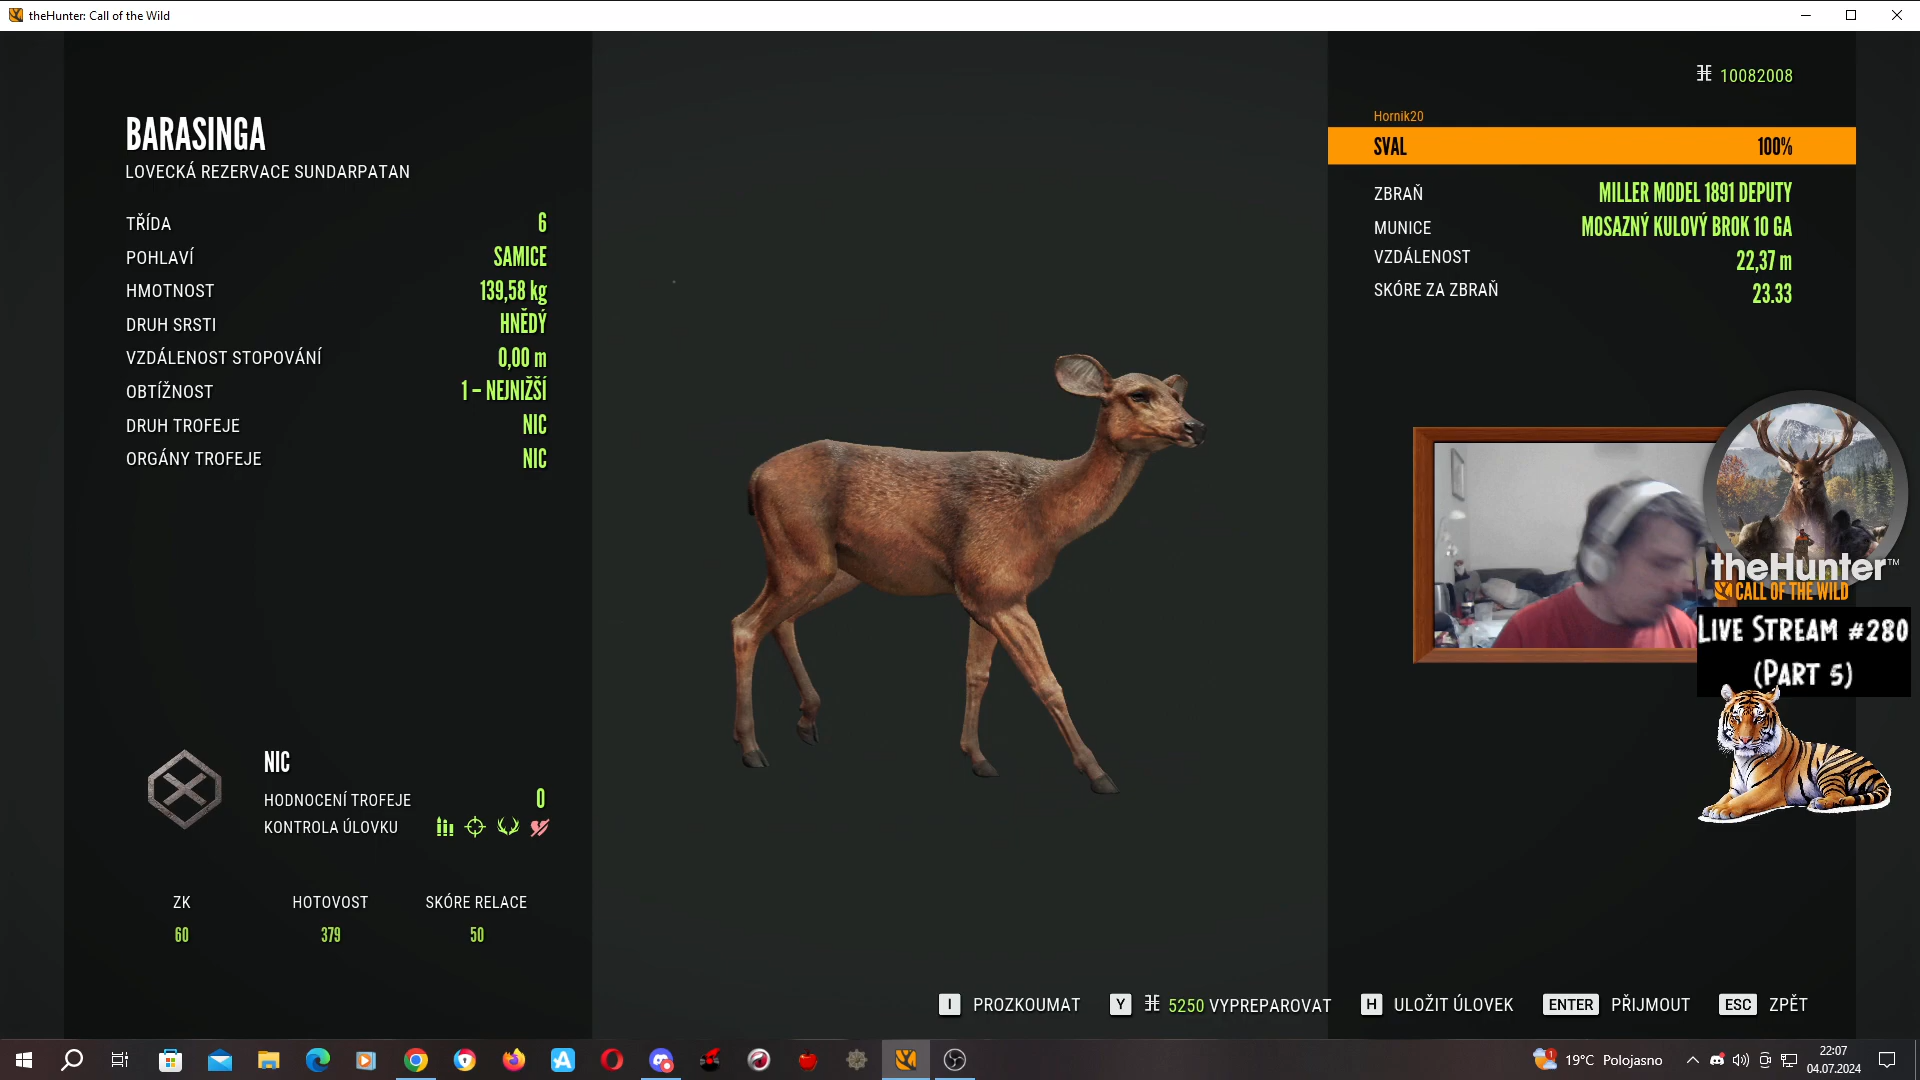 theHunter: Call of the Wild
10082008
BARASINGA
LOVECKÁ REZERVACE SUNDARPATAN
TŘÍDA 6
POHLAVÍ SAMICE
HMOTNOST 139,58 kg
DRUH SRSTI HNĚDÝ
VZDÁLENOST STOPOVÁNÍ 0,00 m
OBTÍŽNOST 1 – NEJNIŽŠÍ
DRUH TROFEJE NIC
ORGÁNY TROFEJE NIC
NIC
HODNOCENÍ TROFEJE 0
KONTROLA ÚLOVKU
ZK HOTOVOST SKÓRE RELACE
60 379 50
Hornik20
SVAL 100%
ZBRAŇ MILLER MODEL 1891 DEPUTY
MUNICE MOSAZNÝ KULOVÝ BROK 10 GA
VZDÁLENOST 22,37 m
SKÓRE ZA ZBRAŇ 23.33
theHunter™
CALL OF THE WILD
LIVE STREAM #280
(PART 5)
I PROZKOUMAT Y 5250 VYPREPAROVAT H ULOŽIT ÚLOVEK ENTER PŘIJMOUT ESC ZPĚT
1 19°C Polojasno
22:07
04.07.2024